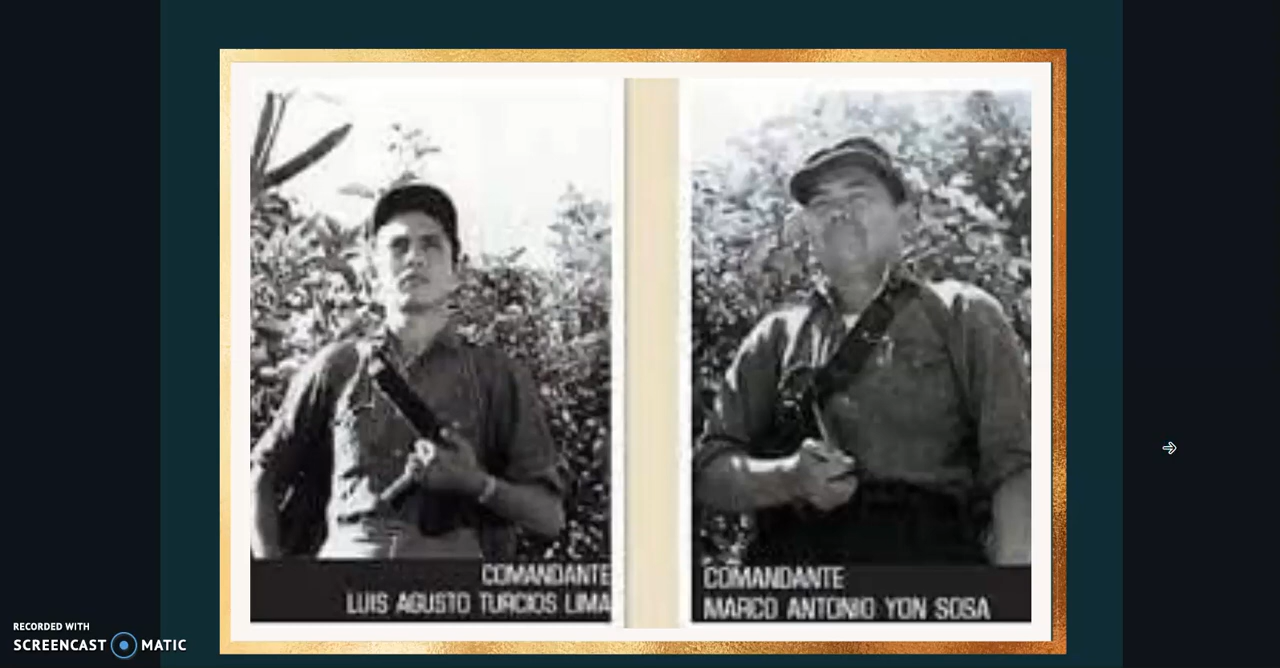 COMANDANTE
LUIS AGUSTO TURCIOS LIMA
COMANDANTE
MARCO ANTONIO YON SOSA
RECORDED WITH
SCREENCAST MATIC